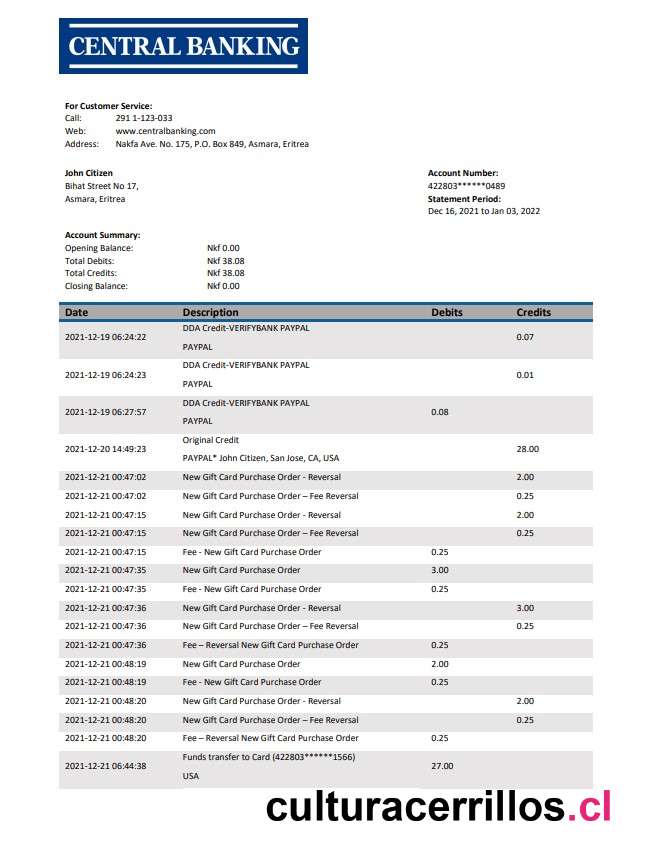 CENTRAL BANKING
For Customer Service:
Call: 291 1-123-033
Web: www.centralbanking.com
Address: Nakfa Ave. No. 175, P.O. Box 849, Asmara, Eritrea
John Citizen
Bihat Street No 17,
Asmara, Eritrea
Account Number:
422803******0489
Statement Period:
Dec 16, 2021 to Jan 03, 2022
Account Summary:
Opening Balance: Nkf 0.00
Total Debits: Nkf 38.08
Total Credits: Nkf 38.08
Closing Balance: Nkf 0.00
Date Description Debits Credits
2021-12-19 06:24:22 DDA Credit-VERIFYBANK PAYPAL 0.07
PAYPAL
2021-12-19 06:24:23 DDA Credit-VERIFYBANK PAYPAL 0.01
PAYPAL
2021-12-19 06:27:57 DDA Credit-VERIFYBANK PAYPAL 0.08
PAYPAL
2021-12-20 14:49:23 Original Credit 28.00
PAYPAL* John Citizen, San Jose, CA, USA
2021-12-21 00:47:02 New Gift Card Purchase Order - Reversal 2.00
2021-12-21 00:47:02 New Gift Card Purchase Order – Fee Reversal 0.25
2021-12-21 00:47:15 New Gift Card Purchase Order - Reversal 2.00
2021-12-21 00:47:15 New Gift Card Purchase Order – Fee Reversal 0.25
2021-12-21 00:47:15 Fee - New Gift Card Purchase Order 0.25
2021-12-21 00:47:35 New Gift Card Purchase Order 3.00
2021-12-21 00:47:35 Fee - New Gift Card Purchase Order 0.25
2021-12-21 00:47:36 New Gift Card Purchase Order - Reversal 3.00
2021-12-21 00:47:36 New Gift Card Purchase Order – Fee Reversal 0.25
2021-12-21 00:47:36 Fee – Reversal New Gift Card Purchase Order 0.25
2021-12-21 00:48:19 New Gift Card Purchase Order 2.00
2021-12-21 00:48:19 Fee - New Gift Card Purchase Order 0.25
2021-12-21 00:48:20 New Gift Card Purchase Order - Reversal 2.00
2021-12-21 00:48:20 New Gift Card Purchase Order – Fee Reversal 0.25
2021-12-21 00:48:20 Fee – Reversal New Gift Card Purchase Order 0.25
2021-12-21 06:44:38 Funds transfer to Card (422803******1566) 27.00
USA
culturacerrillos.cl